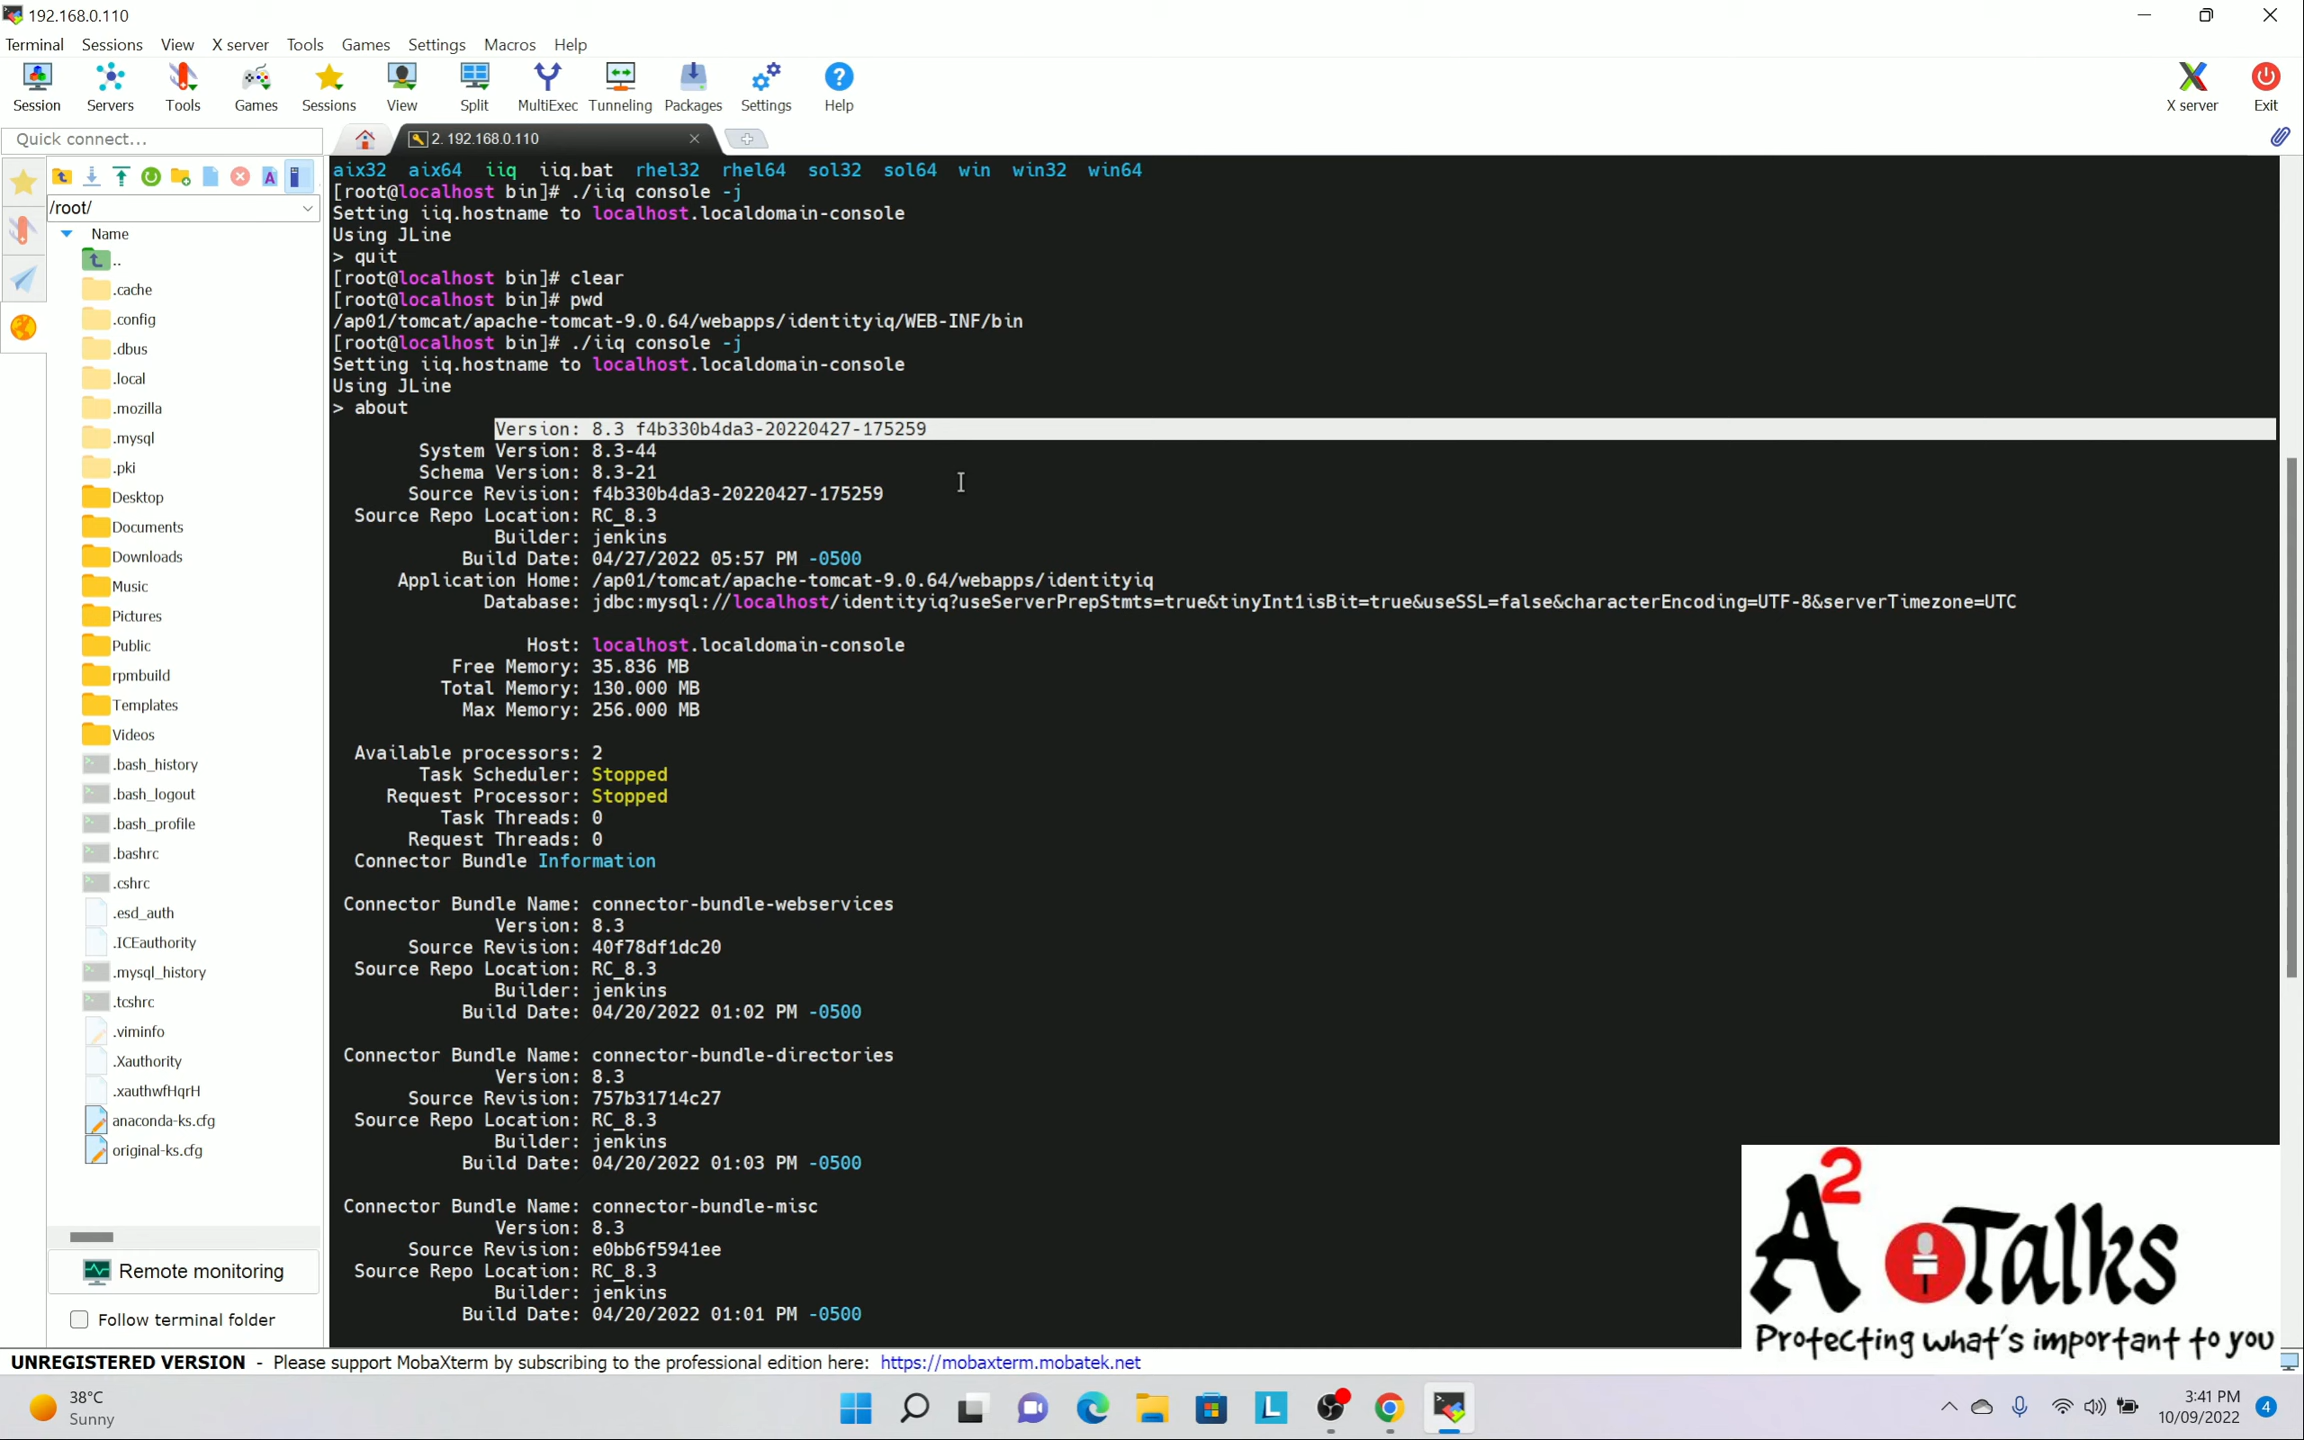 192.168.0.110
Terminal Sessions View X server Tools Games Settings Macros Help
Session Servers Tools Games Sessions View Split MultiExec Tunneling Packages Settings Help X server Exit
Quick connect...
2. 192.168.0.110
/root/
Name
..
.cache
.config
.dbus
.local
.mozilla
.mysql
.pki
Desktop
Documents
Downloads
Music
Pictures
Public
rpmbuild
Templates
Videos
.bash_history
.bash_logout
.bash_profile
.bashrc
.cshrc
.esd_auth
.ICEauthority
.mysql_history
.tcshrc
.viminfo
.Xauthority
.xauthwfHqrH
anaconda-ks.cfg
original-ks.cfg
Remote monitoring
Follow terminal folder
aix32 aix64 iiq iiq.bat rhel32 rhel64 sol32 sol64 win win32 win64
[root@localhost bin]# ./iiq console -j
Setting iiq.hostname to localhost.localdomain-console
Using JLine
> quit
[root@localhost bin]# clear
[root@localhost bin]# pwd
/ap01/tomcat/apache-tomcat-9.0.64/webapps/identityiq/WEB-INF/bin
[root@localhost bin]# ./iiq console -j
Setting iiq.hostname to localhost.localdomain-console
Using JLine
> about
Version: 8.3 f4b330b4da3-20220427-175259
System Version: 8.3-44
Schema Version: 8.3-21
Source Revision: f4b330b4da3-20220427-175259
Source Repo Location: RC_8.3
Builder: jenkins
Build Date: 04/27/2022 05:57 PM -0500
Application Home: /ap01/tomcat/apache-tomcat-9.0.64/webapps/identityiq
Database: jdbc:mysql://localhost/identityiq?useServerPrepStmts=true&tinyInt1isBit=true&useSSL=false&characterEncoding=UTF-8&serverTimezone=UTC
Host: localhost.localdomain-console
Free Memory: 35.836 MB
Total Memory: 130.000 MB
Max Memory: 256.000 MB
Available processors: 2
Task Scheduler: Stopped
Request Processor: Stopped
Task Threads: 0
Request Threads: 0
Connector Bundle Information
Connector Bundle Name: connector-bundle-webservices
Version: 8.3
Source Revision: 40f78df1dc20
Source Repo Location: RC_8.3
Builder: jenkins
Build Date: 04/20/2022 01:02 PM -0500
Connector Bundle Name: connector-bundle-directories
Version: 8.3
Source Revision: 757b31714c27
Source Repo Location: RC_8.3
Builder: jenkins
Build Date: 04/20/2022 01:03 PM -0500
Connector Bundle Name: connector-bundle-misc
Version: 8.3
Source Revision: e0bb6f5941ee
Source Repo Location: RC_8.3
Builder: jenkins
Build Date: 04/20/2022 01:01 PM -0500
A2 Talks
Protecting what's important to you
UNREGISTERED VERSION - Please support MobaXterm by subscribing to the professional edition here: https://mobaxterm.mobatek.net
38°C
Sunny
3:41 PM
10/09/2022
4